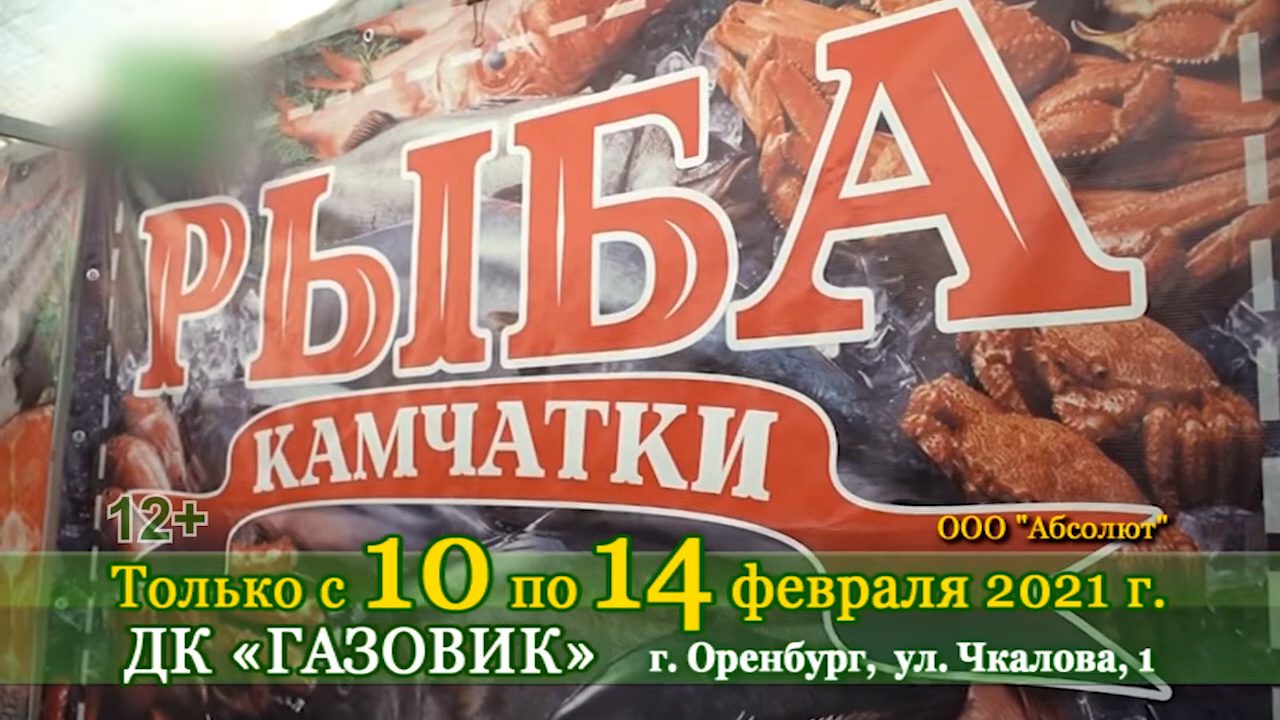 РЫБА
КАМЧАТКИ
12+
ООО "Абсолют"
Только с 10 по 14 февраля 2021 г.
ДК «ГАЗОВИК» г. Оренбург, ул. Чкалова, 1